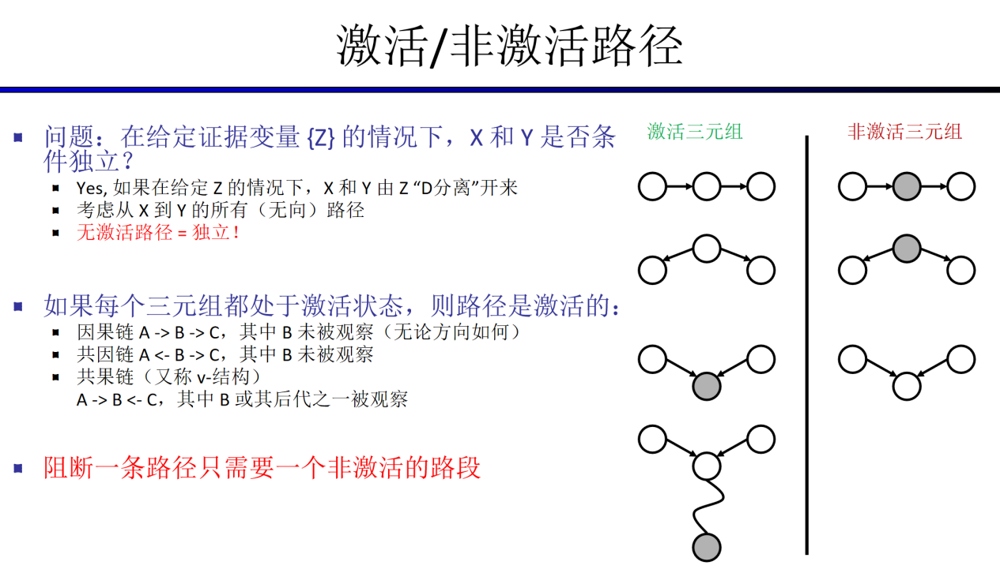 激活/非激活路径
问题：在给定证据变量 {Z} 的情况下，X 和 Y 是否条
件独立？
Yes, 如果在给定 Z 的情况下，X 和 Y 由 Z “D分离”开来
考虑从 X 到 Y 的所有（无向）路径
无激活路径 = 独立！
如果每个三元组都处于激活状态，则路径是激活的：
因果链 A -> B -> C，其中 B 未被观察（无论方向如何）
共因链 A <- B -> C，其中 B 未被观察
共果链（又称 v-结构）
A -> B <- C，其中 B 或其后代之一被观察
阻断一条路径只需要一个非激活的路段
激活三元组
非激活三元组